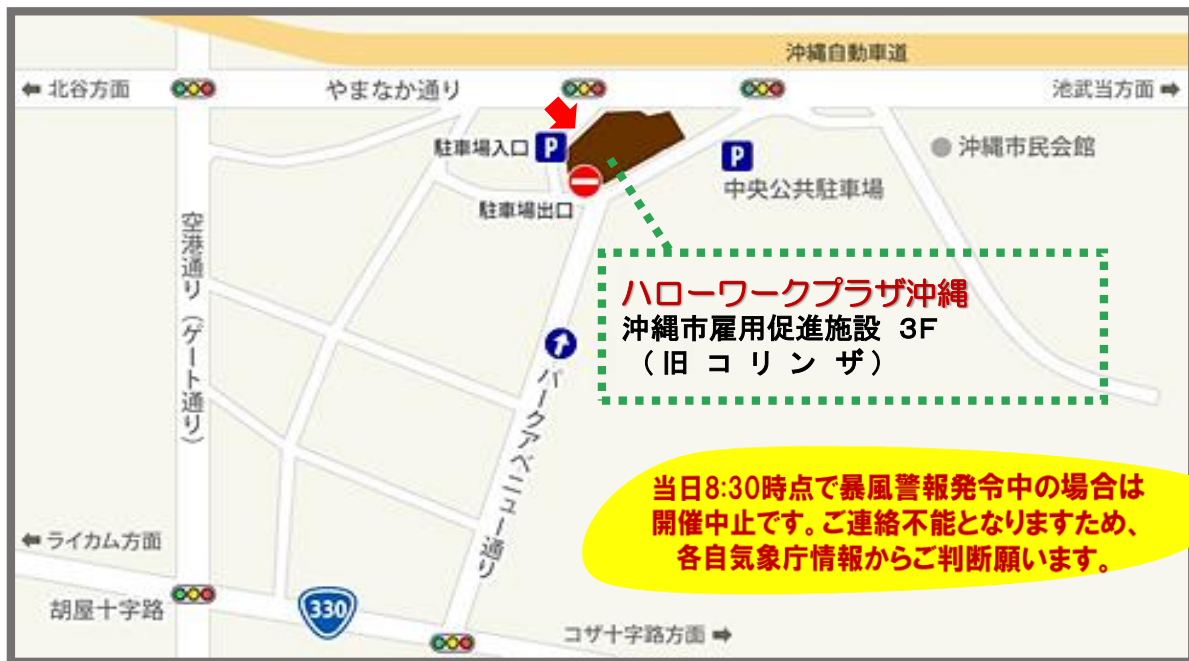 沖縄自動車道
⬅ 北谷方面
やまなか通り
池武当方面 ➡
駐車場入口 P
P
中央公共駐車場
沖縄市民会館
駐車場出口
空港通り（ゲート通り）
ハローワークプラザ沖縄
沖縄市雇用促進施設 3F
（旧 コ リ ン ザ）
パークアベニュー通り
当日8:30時点で暴風警報発令中の場合は
開催中止です。ご連絡不能となりますため、
各自気象庁情報からご判断願います。
⬅ ライカム方面
胡屋十字路
330
コザ十字路方面 ➡